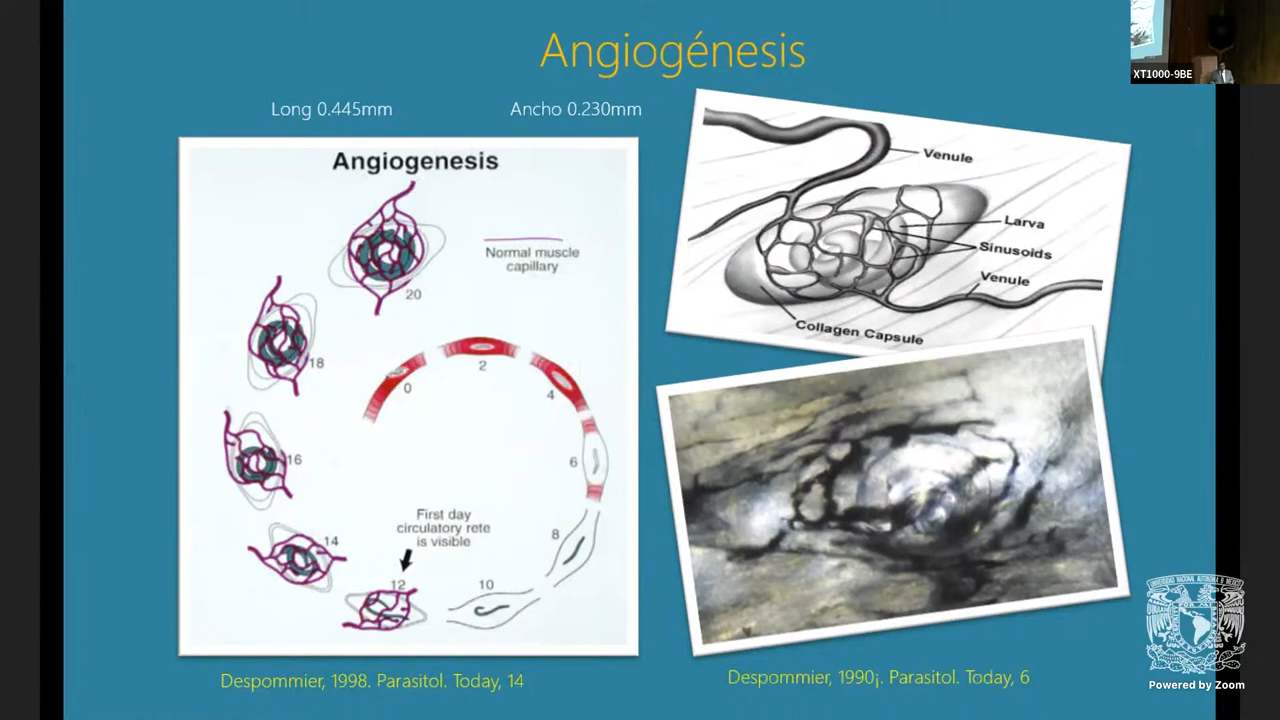 Angiogénesis
XT1000-9BE
Long 0.445mm
Ancho 0.230mm
Angiogenesis
Normal muscle
capillary
20
18
16
14
12
10
8
6
4
2
0
First day
circulatory rete
is visible
Venule
Larva
Sinusoids
Venule
Collagen Capsule
Despommier, 1998. Parasitol. Today, 14
Despommier, 1990¡. Parasitol. Today, 6
Powered by Zoom